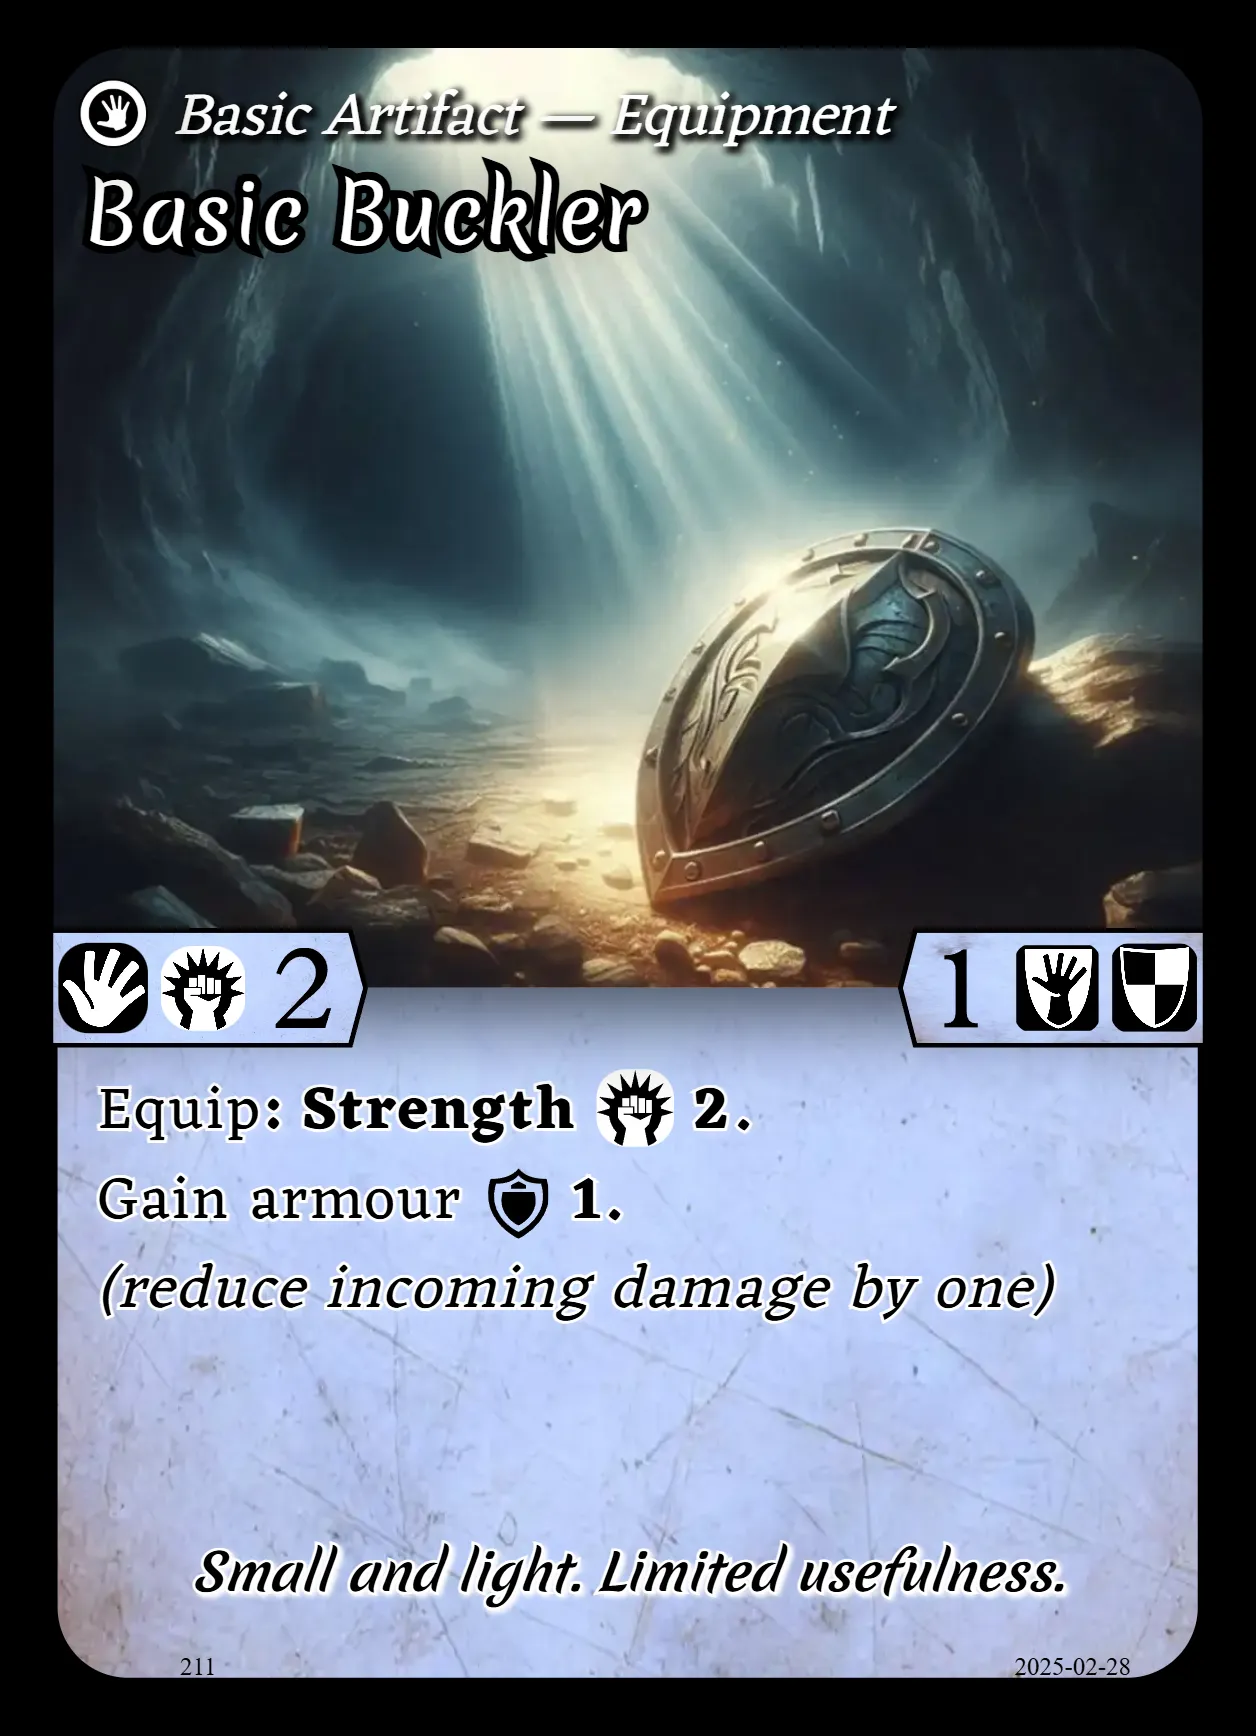 Basic Artifact — Equipment
Basic Buckler
2
1
Equip: Strength 2.
Gain armour 1.
(reduce incoming damage by one)
Small and light. Limited usefulness.
211
2025-02-28